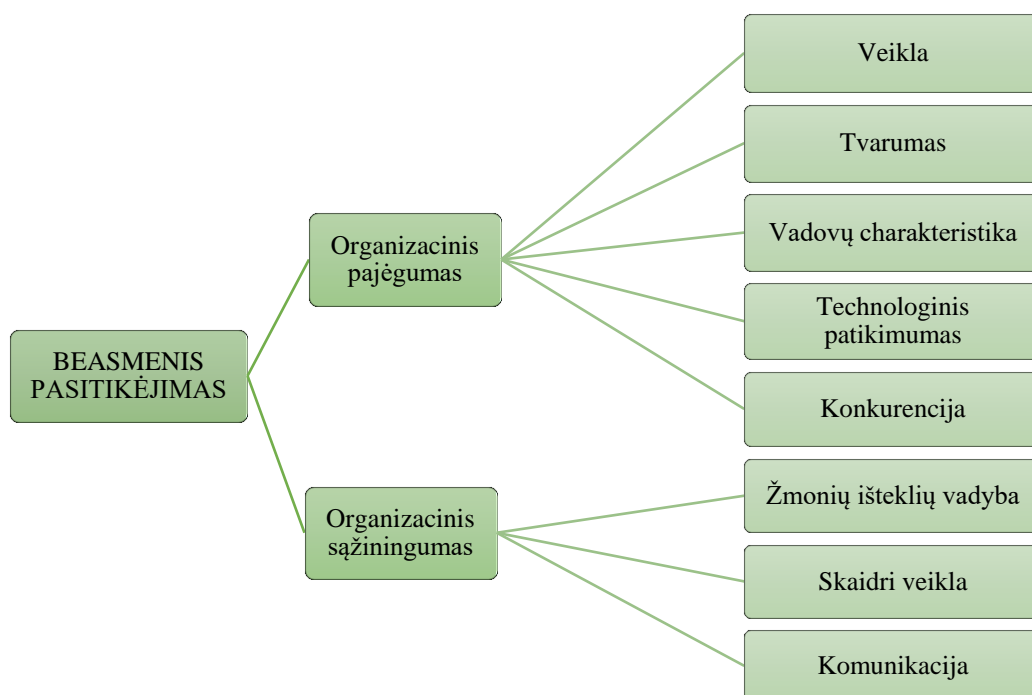 BEASMENIS
PASITIKĖJIMAS
Organizacinis
pajėgumas
Veikla
Tvarumas
Vadovų charakteristika
Technologinis
patikimumas
Konkurencija
Organizacinis
sąžiningumas
Žmonių išteklių vadyba
Skaidri veikla
Komunikacija